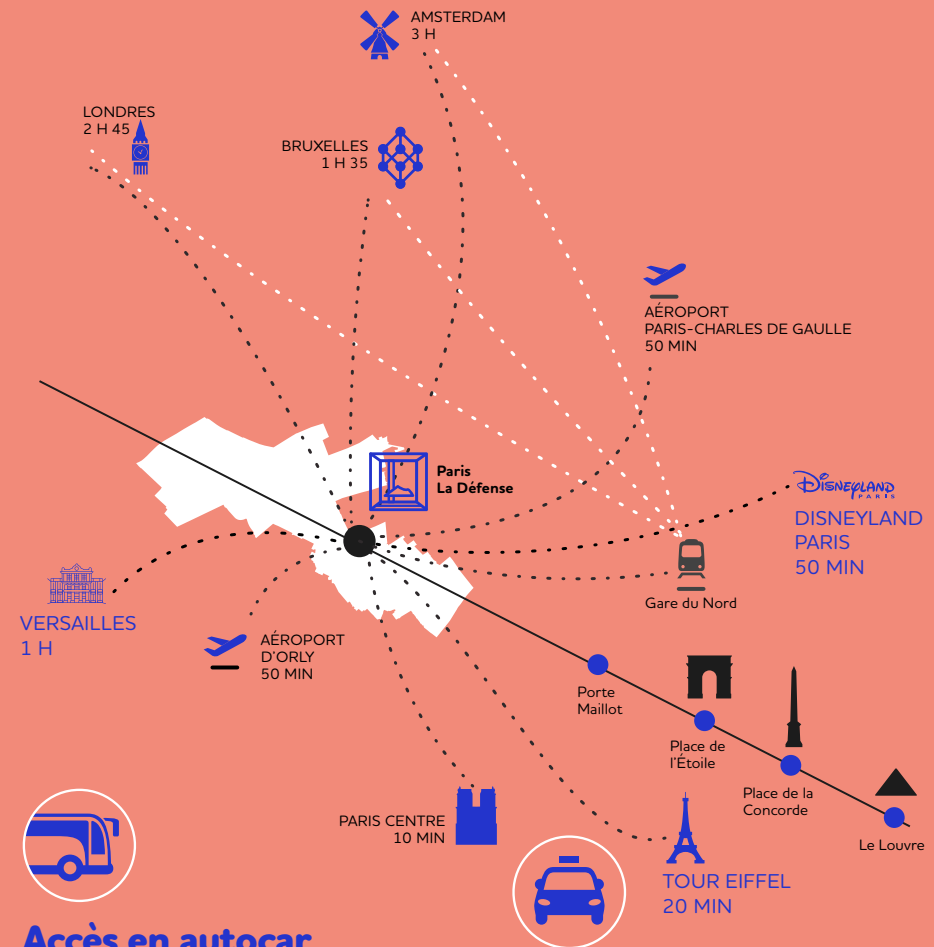 AMSTERDAM
3 H
LONDRES
2 H 45
BRUXELLES
1 H 35
AÉROPORT
PARIS-CHARLES DE GAULLE
50 MIN
Paris
La Défense
DISNEYLAND
PARIS
DISNEYLAND
PARIS
50 MIN
Gare du Nord
VERSAILLES
1 H
AÉROPORT
D'ORLY
50 MIN
Porte
Maillot
Place de
l'Étoile
Place de la
Concorde
Le Louvre
PARIS CENTRE
10 MIN
TOUR EIFFEL
20 MIN
Accès en autocar